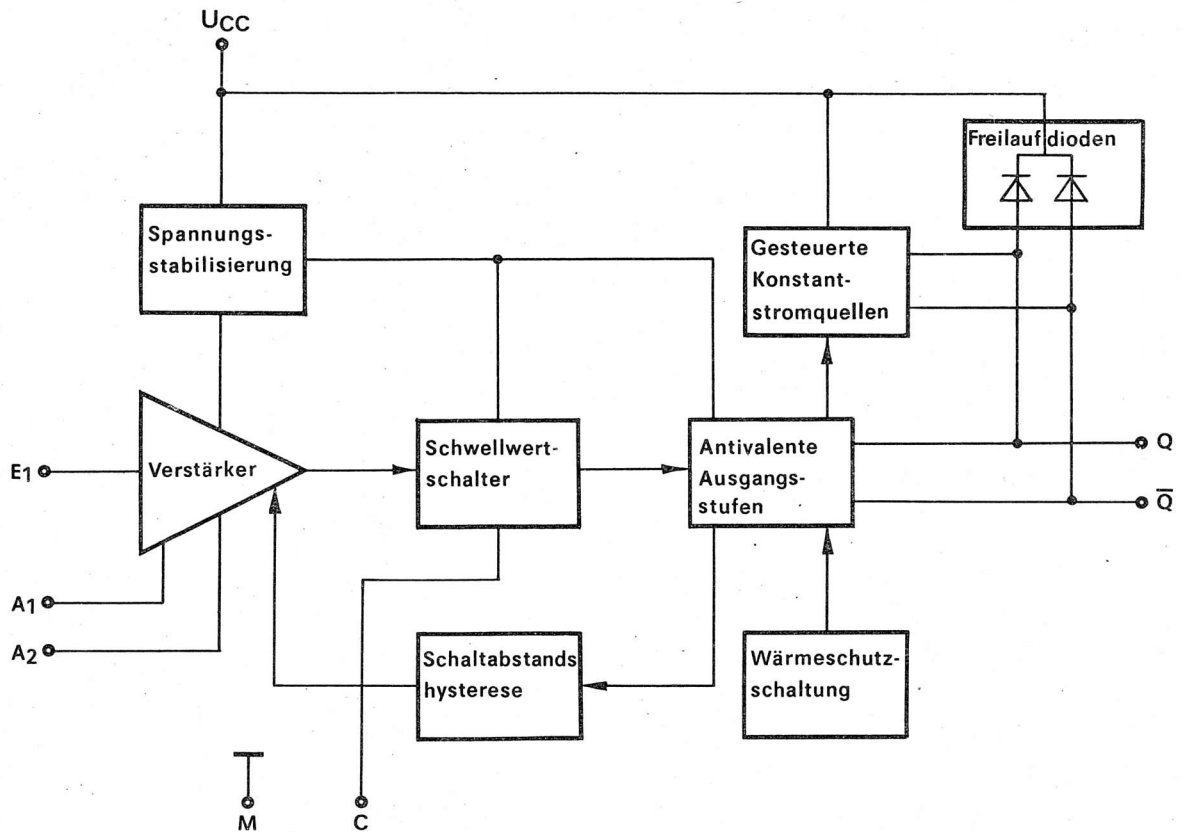 UCC
Freilaufdioden
Spannungs-
stabilisierung
Gesteuerte
Konstant-
stromquellen
E1
Verstärker
Schwellwert-
schalter
Antivalente
Ausgangs-
stufen
Q
Q̅
A1
A2
Schaltabstands
hysterese
Wärmeschutz-
schaltung
M
C